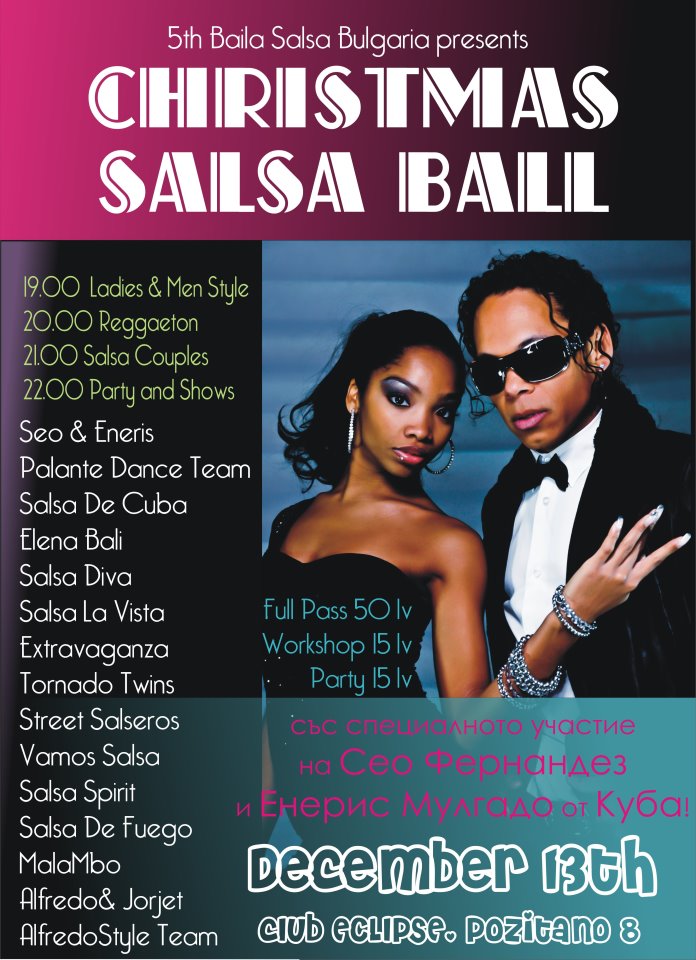 5th Baila Salsa Bulgaria presents
CHRISTMAS
SALSA BALL
19.00 Ladies & Men Style
20.00 Reggaeton
21.00 Salsa Couples
22.00 Party and Shows
Seo & Eneris
Palante Dance Team
Salsa De Cuba
Elena Bali
Salsa Diva
Salsa La Vista
Extravaganza
Tornado Twins
Street Salseros
Vamos Salsa
Salsa Spirit
Salsa De Fuego
MalaMbo
Alfredo& Jorjet
AlfredoStyle Team
Full Pass 50 lv
Workshop 15 lv
Party 15 lv
със специалното участие
на Сео Фернандез
и Енерис Мулгадо от Куба!
December 13th
Club Eclipse. Pozitano 8